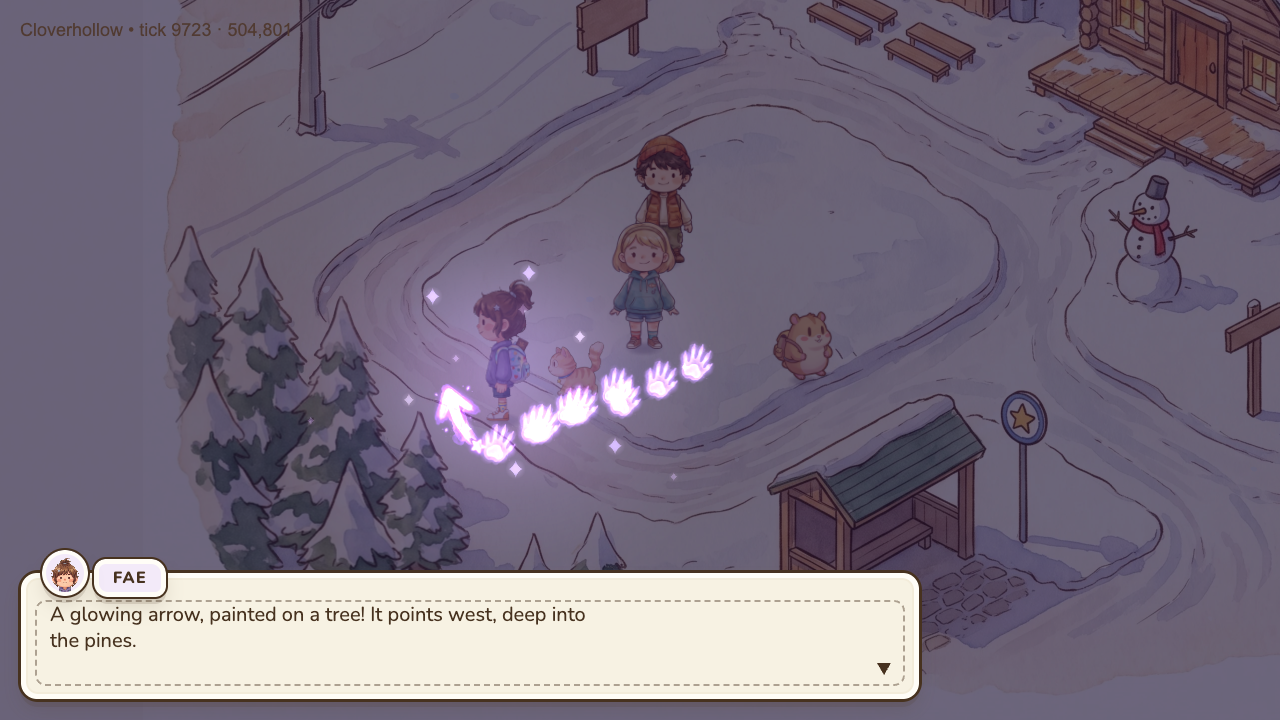 Cloverhollow • tick 9723 · 504,801
FAE
A glowing arrow, painted on a tree! It points west, deep into
the pines.